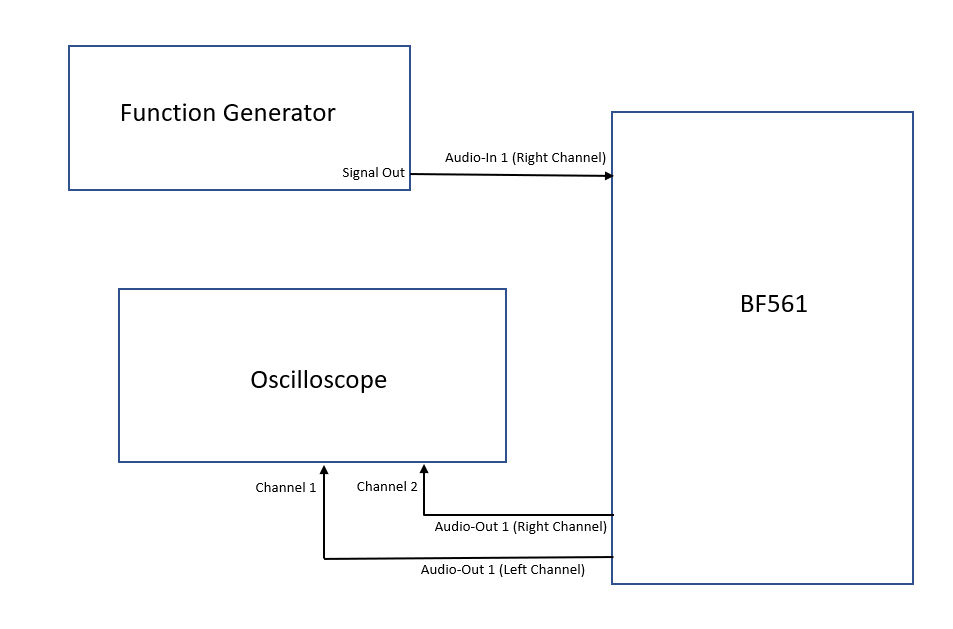 Function Generator
Signal Out
Audio-In 1 (Right Channel)
BF561
Oscilloscope
Channel 1
Channel 2
Audio-Out 1 (Right Channel)
Audio-Out 1 (Left Channel)